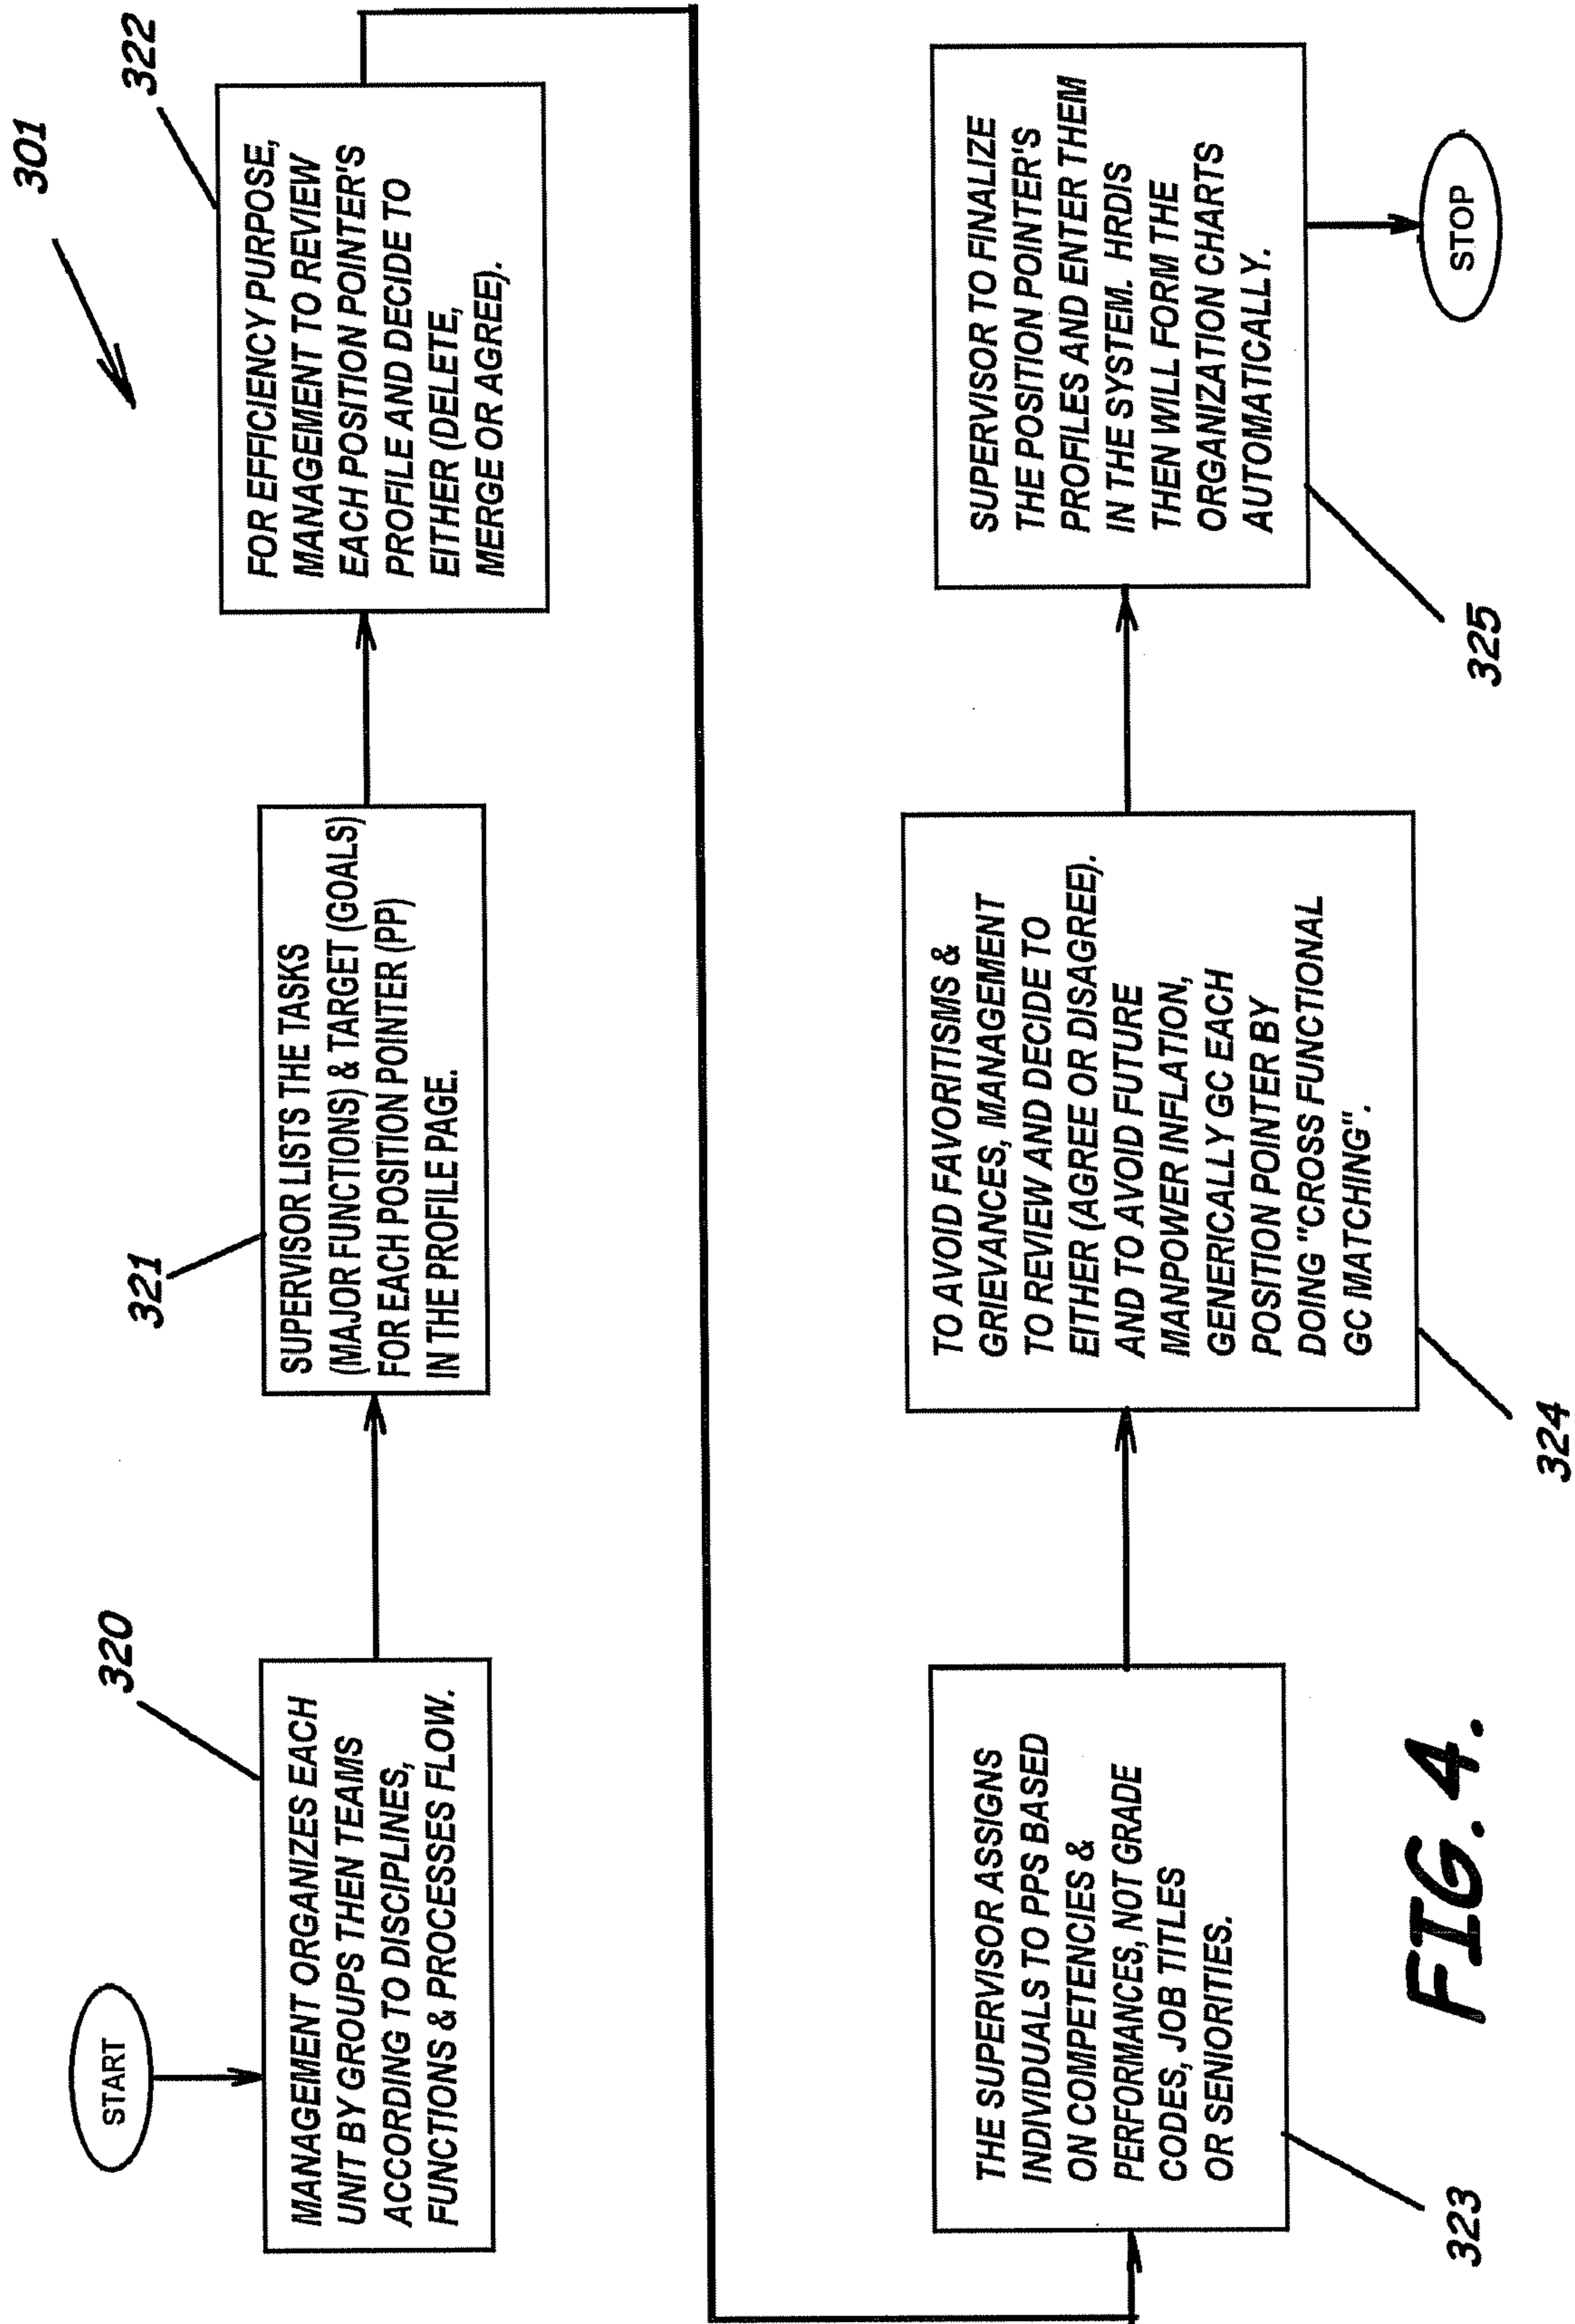 301
START
320
MANAGEMENT ORGANIZES EACH
UNIT BY GROUPS THEN TEAMS
ACCORDING TO DISCIPLINES,
FUNCTIONS & PROCESSES FLOW.
321
SUPERVISOR LISTS THE TASKS
(MAJOR FUNCTIONS) & TARGET (GOALS)
FOR EACH POSITION POINTER (PP)
IN THE PROFILE PAGE.
322
FOR EFFICIENCY PURPOSE,
MANAGEMENT TO REVIEW
EACH POSITION POINTER'S
PROFILE AND DECIDE TO
EITHER (DELETE,
MERGE OR AGREE).
THE SUPERVISOR ASSIGNS
INDIVIDUALS TO PPS BASED
ON COMPETENCIES &
PERFORMANCES, NOT GRADE
CODES, JOB TITLES
OR SENIORITIES.
323
TO AVOID FAVORITISMS &
GRIEVANCES, MANAGEMENT
TO REVIEW AND DECIDE TO
EITHER (AGREE OR DISAGREE).
AND TO AVOID FUTURE
MANPOWER INFLATION,
GENERICALLY GC EACH
POSITION POINTER BY
DOING "CROSS FUNCTIONAL
GC MATCHING".
324
SUPERVISOR TO FINALIZE
THE POSITION POINTER'S
PROFILES AND ENTER THEM
IN THE SYSTEM. HRDIS
THEN WILL FORM THE
ORGANIZATION CHARTS
AUTOMATICALLY.
325
STOP
FIG. 4.